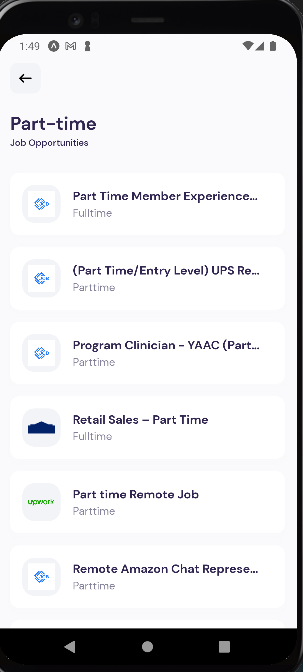 1:49
Part-time
Job Opportunities
Part Time Member Experience...
Fulltime
(Part Time/Entry Level) UPS Re...
Parttime
Program Clinician - YAAC (Part...
Parttime
Retail Sales – Part Time
Fulltime
upwork
Part time Remote Job
Parttime
Remote Amazon Chat Represe...
Parttime